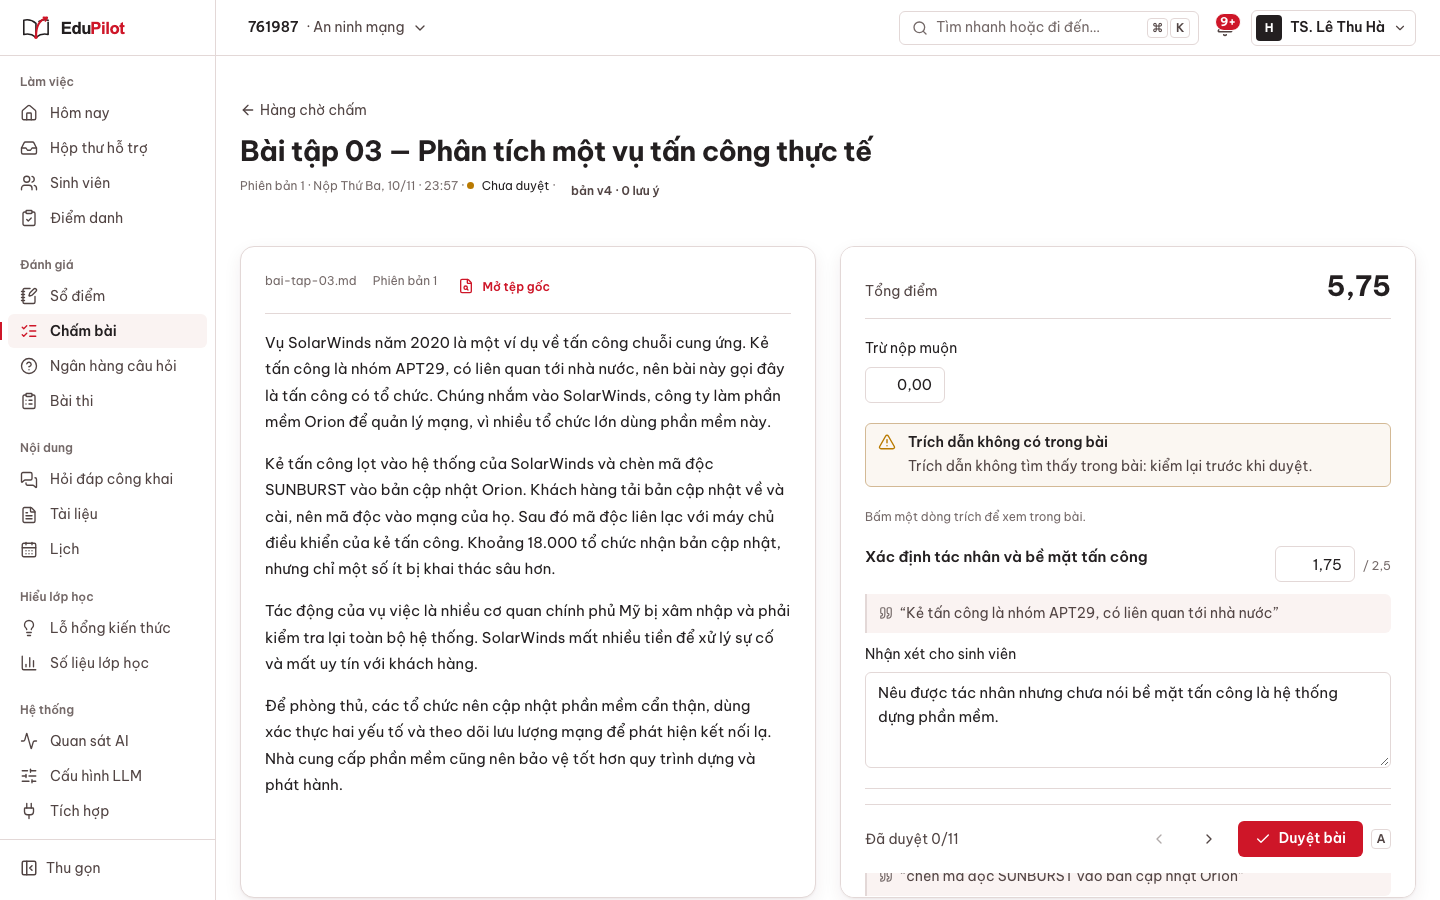 EduPilot
761987 · An ninh mạng
Tìm nhanh hoặc đi đến...
⌘ K
9+
H
TS. Lê Thu Hà
Làm việc
Hôm nay
Hộp thư hỗ trợ
Sinh viên
Điểm danh
Đánh giá
Sổ điểm
Chấm bài
Ngân hàng câu hỏi
Bài thi
Nội dung
Hỏi đáp công khai
Tài liệu
Lịch
Hiểu lớp học
Lỗ hổng kiến thức
Số liệu lớp học
Hệ thống
Quan sát AI
Cấu hình LLM
Tích hợp
Thu gọn
Hàng chờ chấm
Bài tập 03 — Phân tích một vụ tấn công thực tế
Phiên bản 1 · Nộp Thứ Ba, 10/11 · 23:57 · Chưa duyệt · bản v4 · 0 lưu ý
bai-tap-03.md Phiên bản 1 Mở tệp gốc
Vụ SolarWinds năm 2020 là một ví dụ về tấn công chuỗi cung ứng. Kẻ
tấn công là nhóm APT29, có liên quan tới nhà nước, nên bài này gọi đây
là tấn công có tổ chức. Chúng nhắm vào SolarWinds, công ty làm phần
mềm Orion để quản lý mạng, vì nhiều tổ chức lớn dùng phần mềm này.
Kẻ tấn công lọt vào hệ thống của SolarWinds và chèn mã độc
SUNBURST vào bản cập nhật Orion. Khách hàng tải bản cập nhật về và
cài, nên mã độc vào mạng của họ. Sau đó mã độc liên lạc với máy chủ
điều khiển của kẻ tấn công. Khoảng 18.000 tổ chức nhận bản cập nhật,
nhưng chỉ một số ít bị khai thác sâu hơn.
Tác động của vụ việc là nhiều cơ quan chính phủ Mỹ bị xâm nhập và phải
kiểm tra lại toàn bộ hệ thống. SolarWinds mất nhiều tiền để xử lý sự cố
và mất uy tín với khách hàng.
Để phòng thủ, các tổ chức nên cập nhật phần mềm cẩn thận, dùng
xác thực hai yếu tố và theo dõi lưu lượng mạng để phát hiện kết nối lạ.
Nhà cung cấp phần mềm cũng nên bảo vệ tốt hơn quy trình dựng và
phát hành.
Tổng điểm 5,75
Trừ nộp muộn
0,00
Trích dẫn không có trong bài
Trích dẫn không tìm thấy trong bài: kiểm lại trước khi duyệt.
Bấm một dòng trích để xem trong bài.
Xác định tác nhân và bề mặt tấn công 1,75 / 2,5
“Kẻ tấn công là nhóm APT29, có liên quan tới nhà nước”
Nhận xét cho sinh viên
Nêu được tác nhân nhưng chưa nói bề mặt tấn công là hệ thống
dựng phần mềm.
Đã duyệt 0/11 Duyệt bài A
“chèn mã độc SUNBURST vào bản cập nhật Orion”